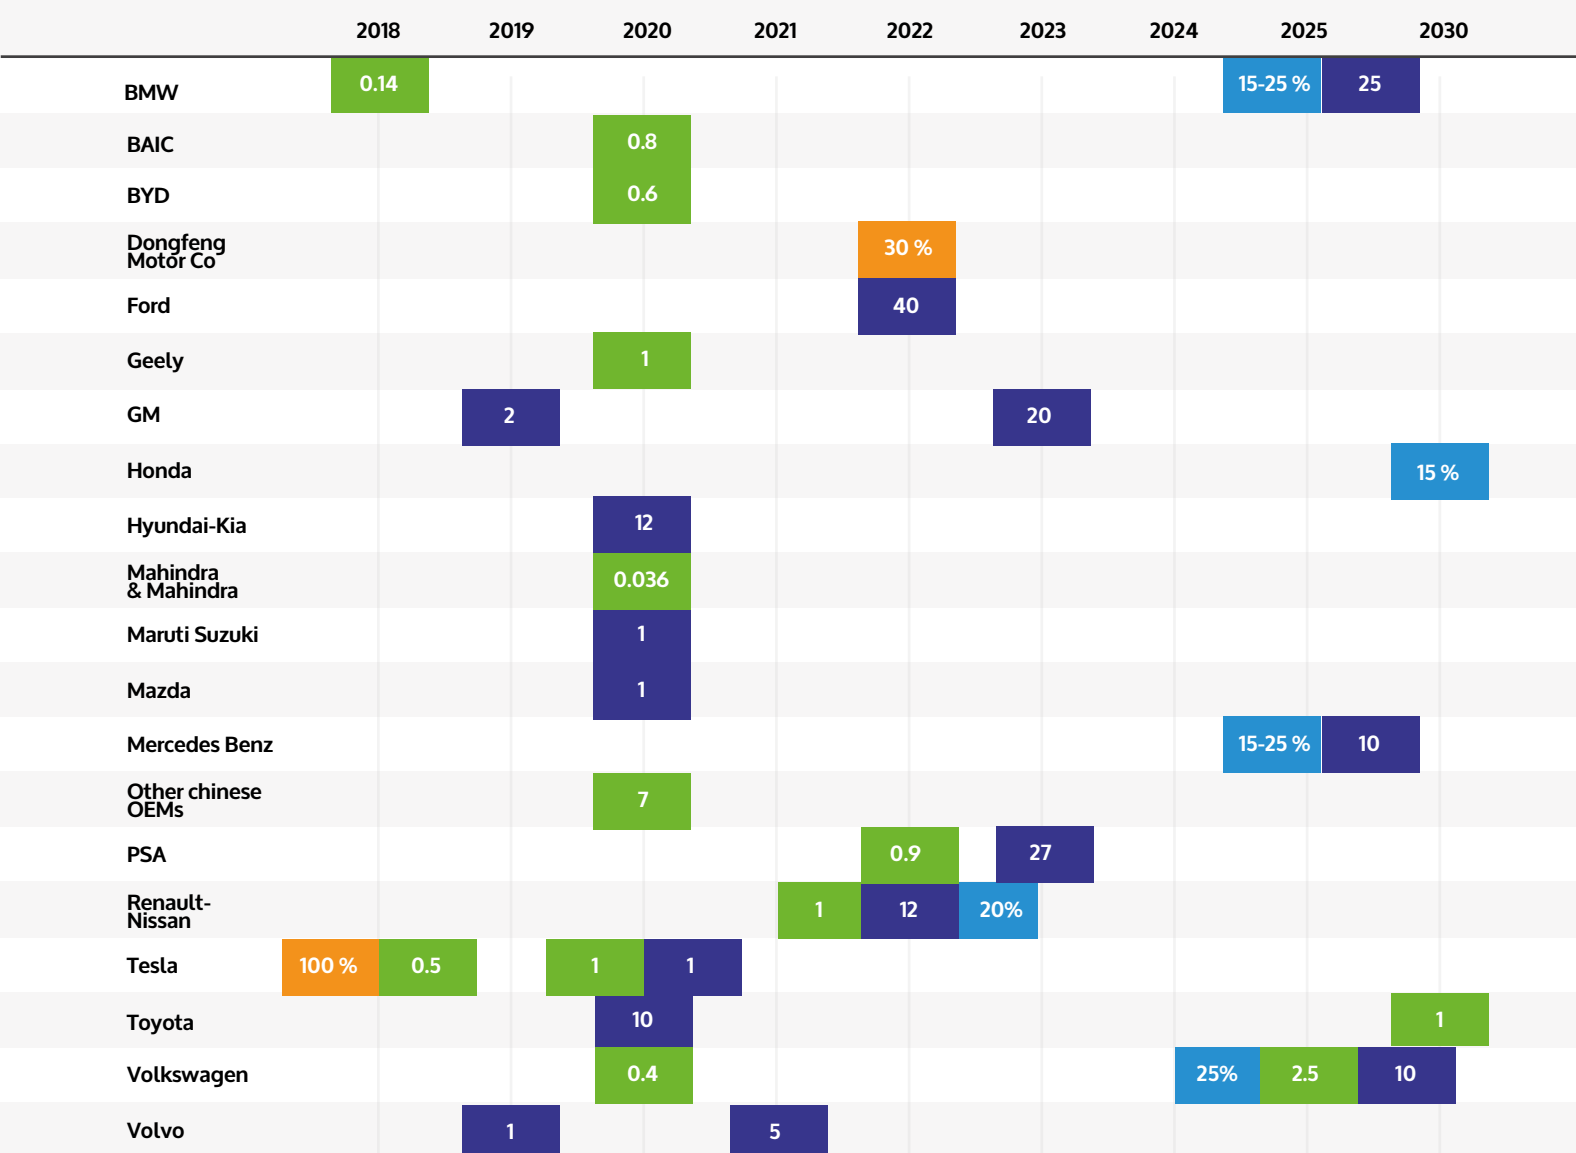 2018 2019 2020 2021 2022 2023 2024 2025 2030
BMW 0.14 15-25 % 25
BAIC 0.8
BYD 0.6
Dongfeng
Motor Co 30 %
Ford 40
Geely 1
GM 2 20
Honda 15 %
Hyundai-Kia 12
Mahindra
& Mahindra 0.036
Maruti Suzuki 1
Mazda 1
Mercedes Benz 15-25 % 10
Other chinese
OEMs 7
PSA 0.9 27
Renault-
Nissan 1 12 20%
Tesla 100 % 0.5 1 1
Toyota 10 1
Volkswagen 0.4 25% 2.5 10
Volvo 1 5